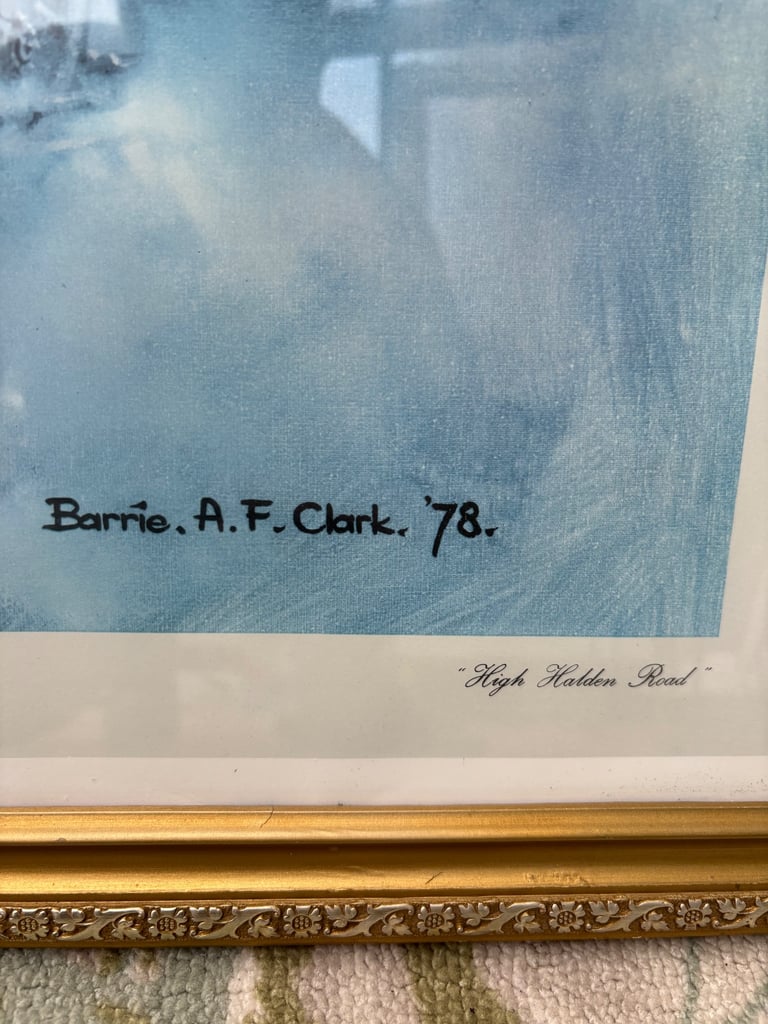 Barrie. A. F. Clark. '78.
"High Halden Road"